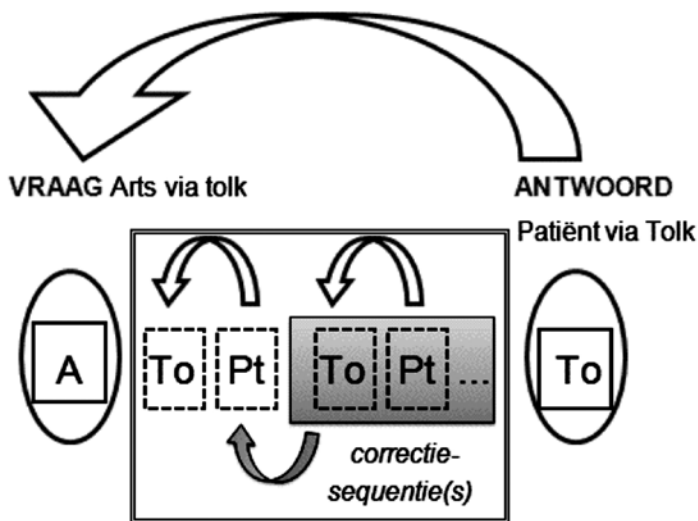 VRAAG Arts via tolk
ANTWOORD
Patiënt via Tolk
A To Pt To Pt ... To
correctie-
sequentie(s)